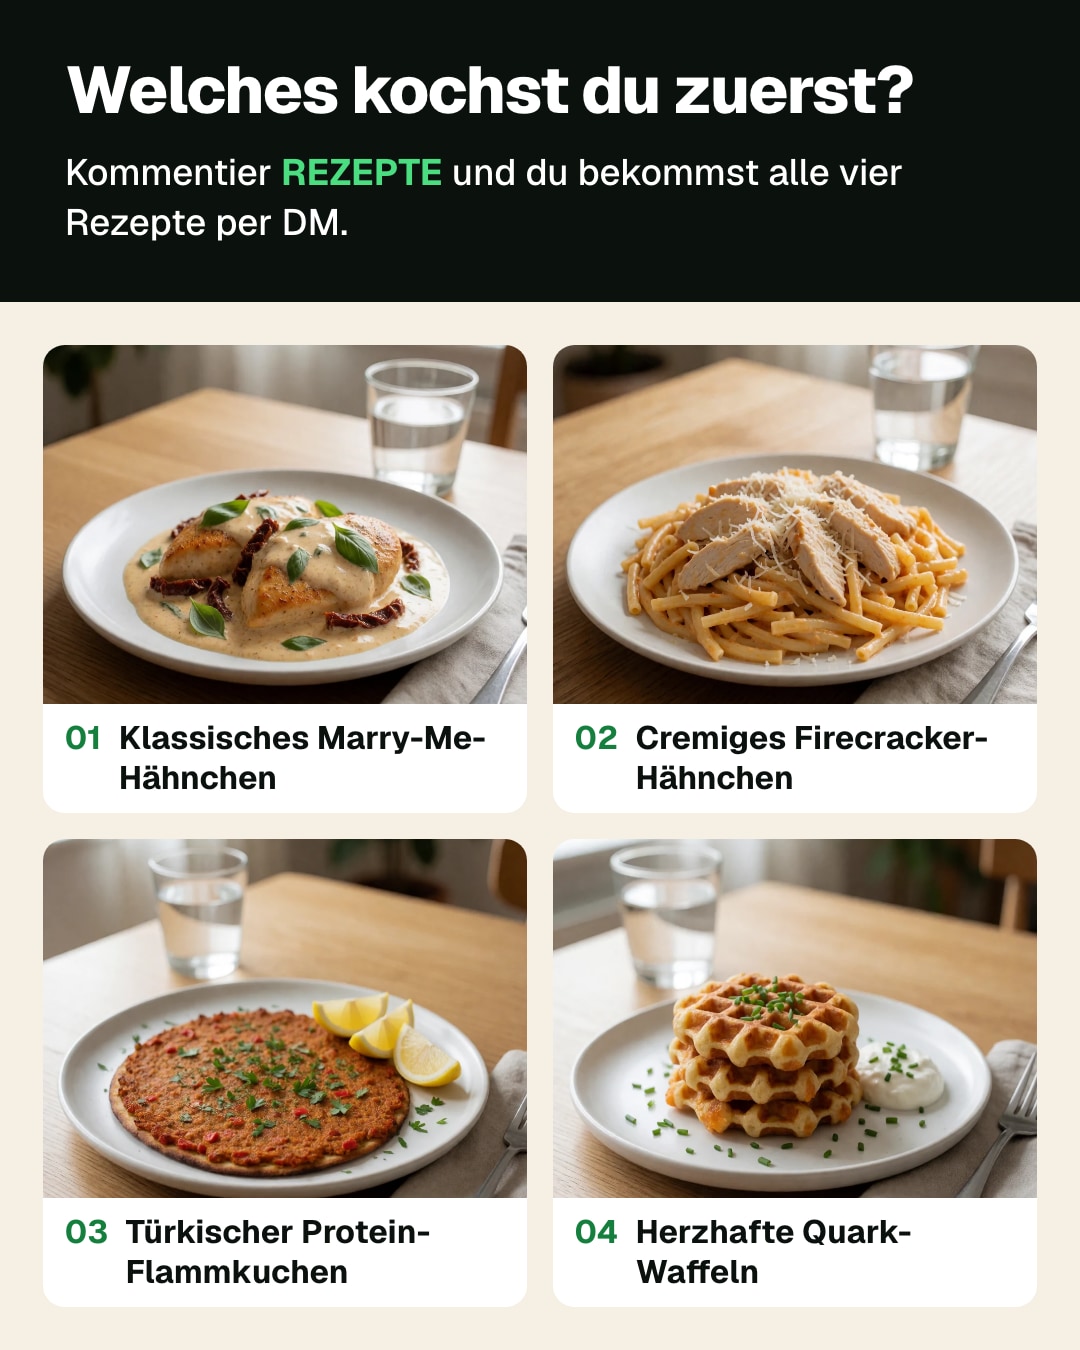 Welches kochst du zuerst?
Kommentier REZEPTE und du bekommst alle vier
Rezepte per DM.
01 Klassisches Marry-Me-
Hähnchen
02 Cremiges Firecracker-
Hähnchen
03 Türkischer Protein-
Flammkuchen
04 Herzhafte Quark-
Waffeln